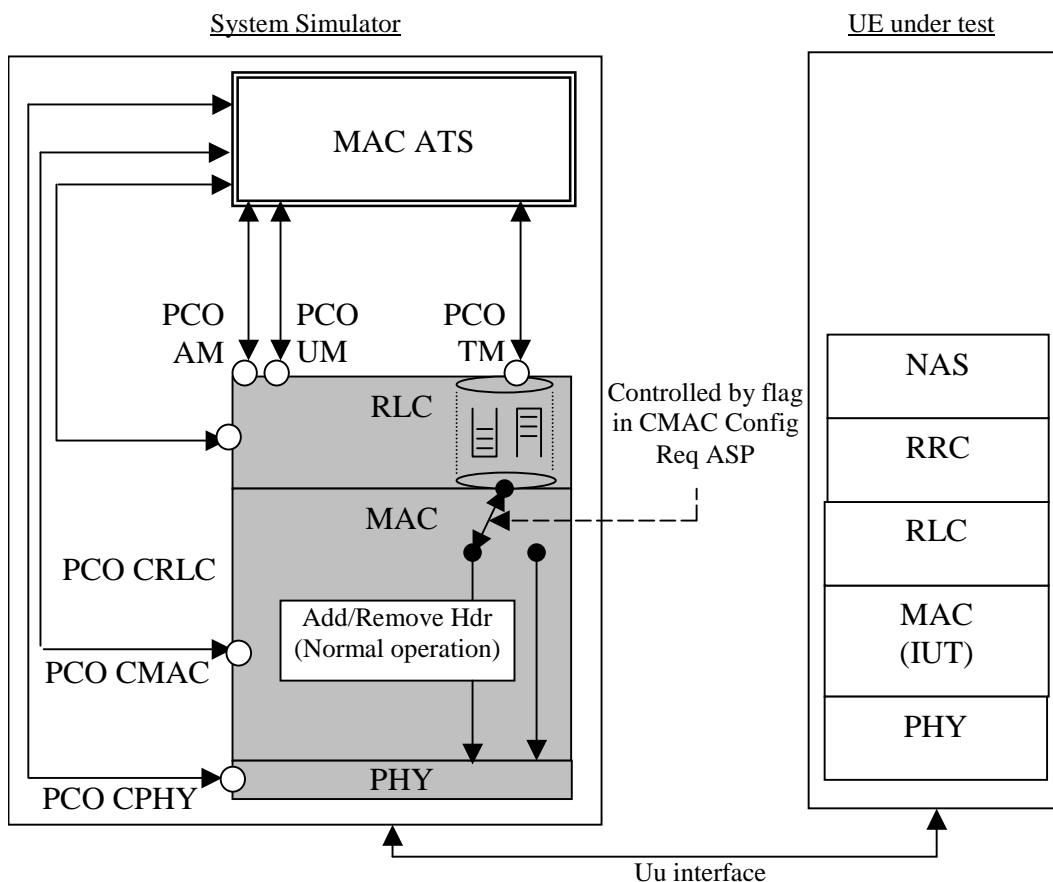 System Simulator
UE under test
MAC ATS
PCO
AM
PCO
UM
PCO
TM
RLC
Controlled by flag
in CMAC Config
Req ASP
MAC
PCO CRLC
Add/Remove Hdr
(Normal operation)
PCO CMAC
PHY
PCO CPHY
NAS
RRC
RLC
MAC
(IUT)
PHY
Uu interface